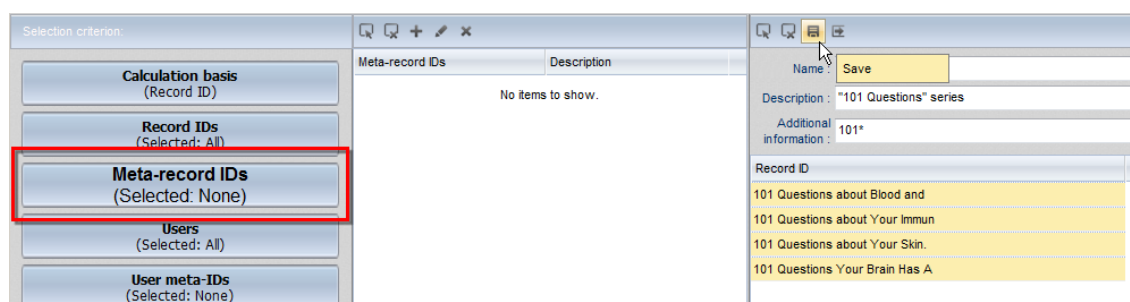 Selection criterion:
Calculation basis
(Record ID)
Record IDs
(Selected: All)
Meta-record IDs
(Selected: None)
Users
(Selected: All)
User meta-IDs
(Selected: None)
Meta-record IDs Description
No items to show.
Name :
Save
Description : "101 Questions" series
Additional
information : 101*
Record ID
101 Questions about Blood and
101 Questions about Your Immun
101 Questions about Your Skin.
101 Questions Your Brain Has A